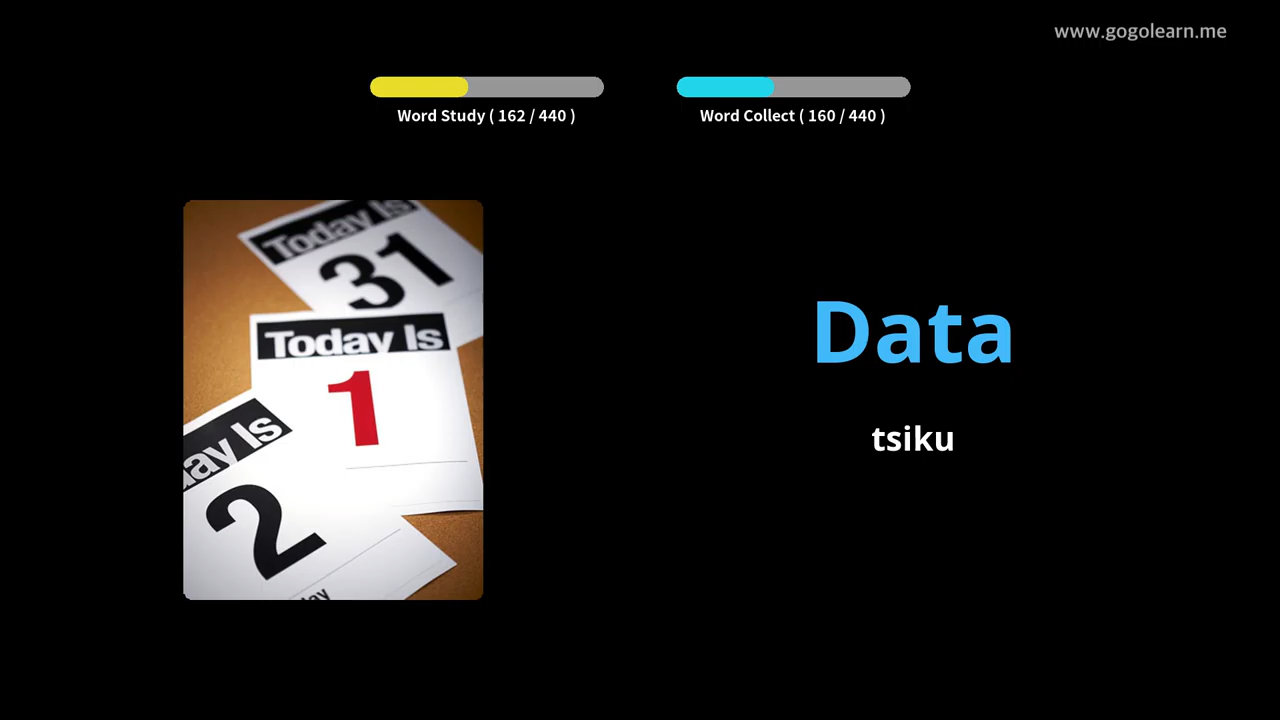 www.gogolearn.me
Word Study ( 162 / 440 )
Word Collect ( 160 / 440 )
Today Is
31
Today Is
1
ay Is
2
day
Data
tsiku